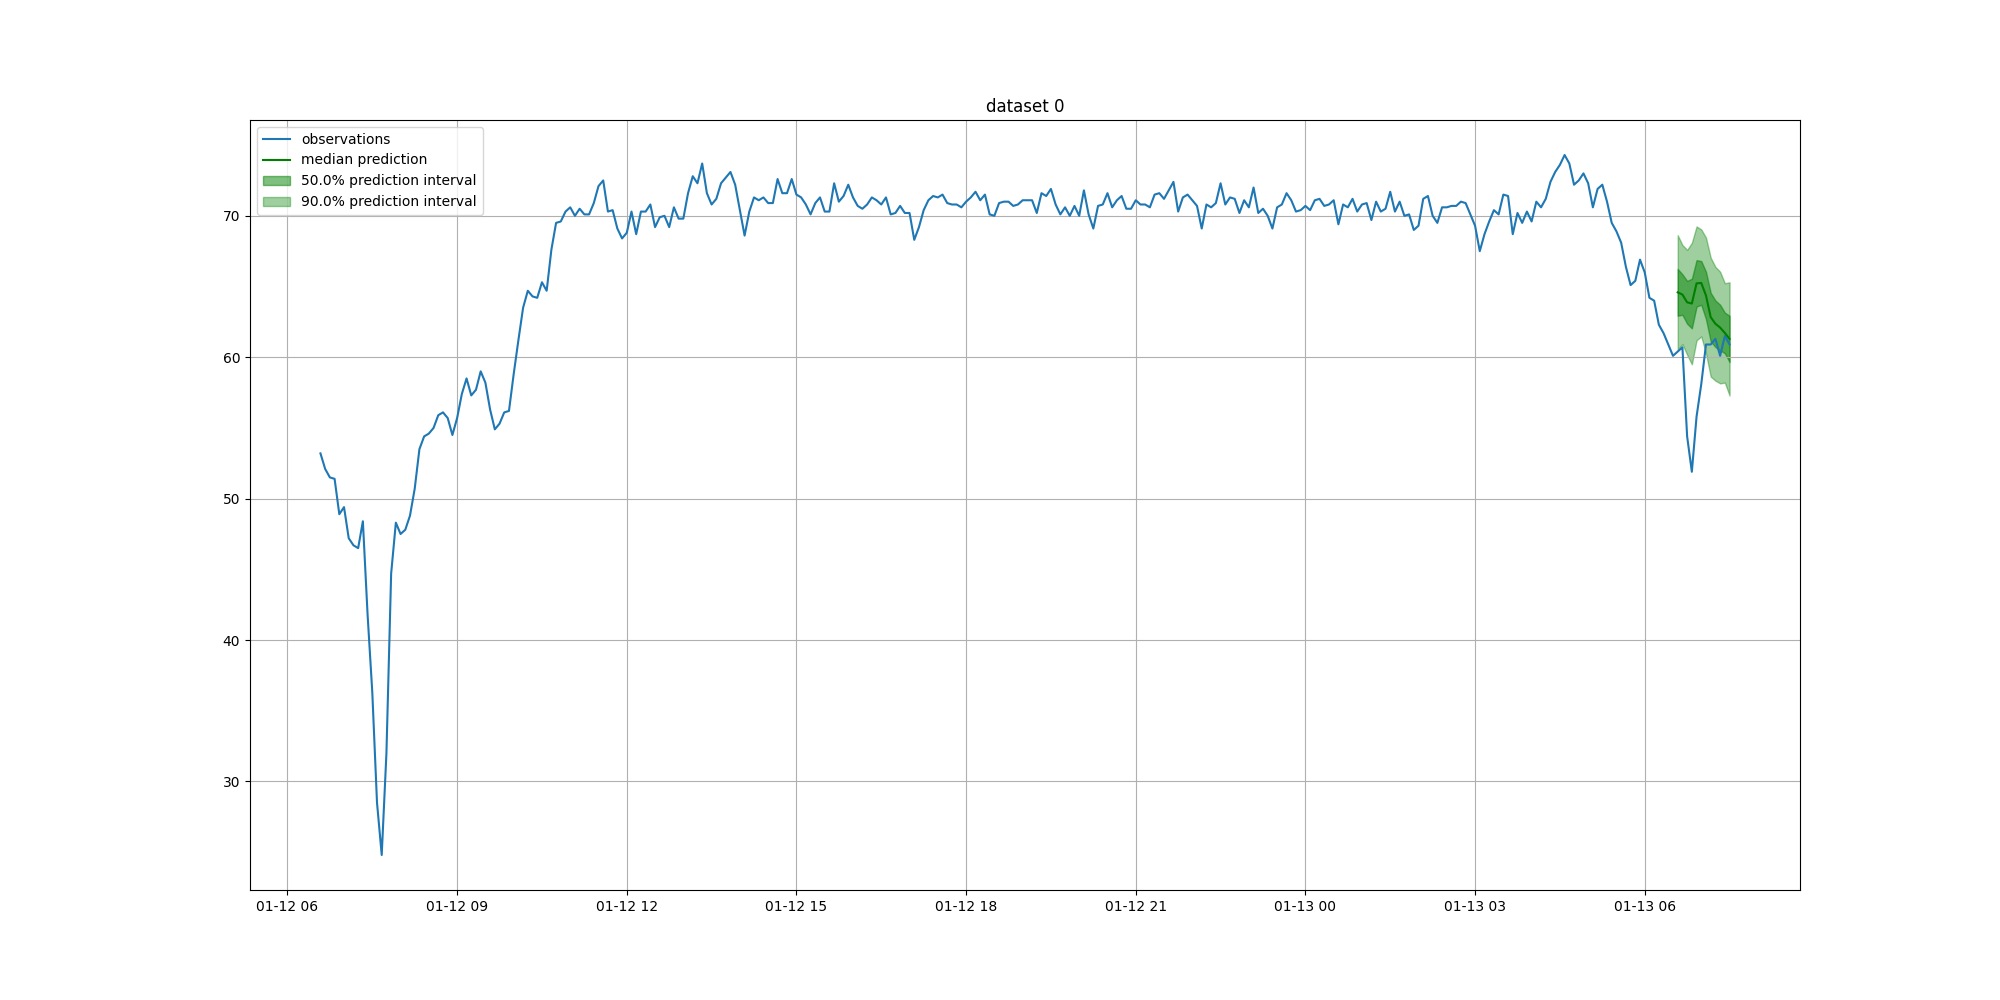 dataset 0
observations
median prediction
50.0% prediction interval
90.0% prediction interval
70
60
50
40
30
01-12 06
01-12 09
01-12 12
01-12 15
01-12 18
01-12 21
01-13 00
01-13 03
01-13 06